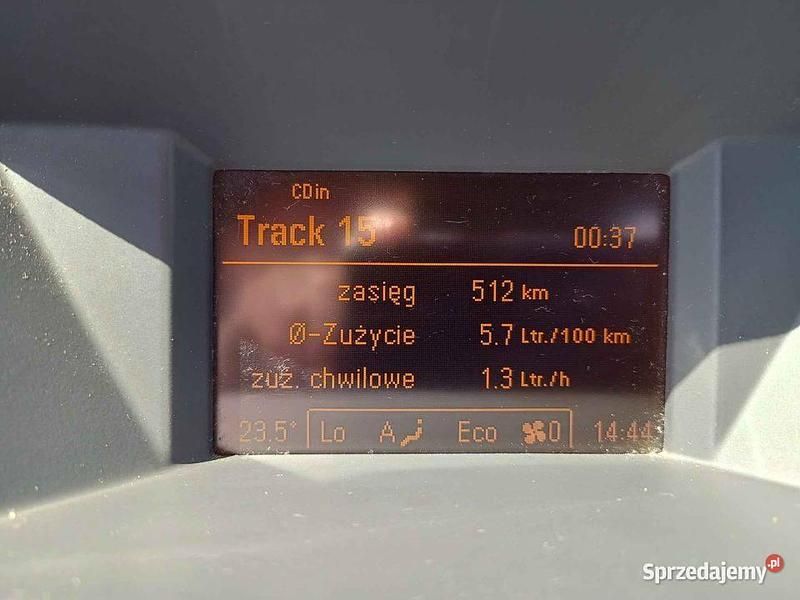 CDin
Track 15 00:37
zasięg 512 km
Ø-Zużycie 5.7 Ltr./100 km
zuż. chwilowe 1.3 Ltr./h
23.5° Lo A Eco 0 14:44
Sprzedajemy.pl